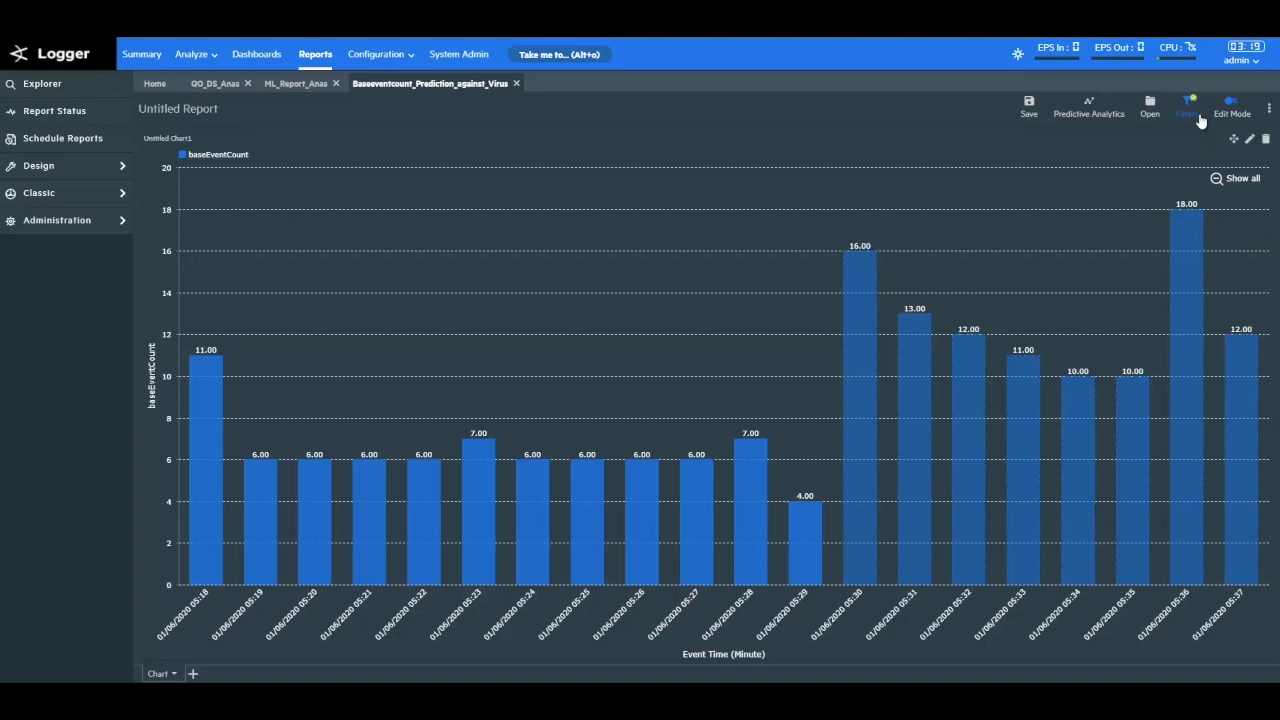 Logger
Summary Analyze Dashboards Reports Configuration System Admin Take me to... (Alt+o)
EPS In : 0 EPS Out : 0 CPU : 7% 03:19
admin
Explorer
Report Status
Schedule Reports
Design
Classic
Administration
Home QO_DS_Anas ML_Report_Anas Baseeventcount_Prediction_against_Virus
Untitled Report
Save Predictive Analytics Open Filters Edit Mode
Untitled Chart1
baseEventCount
Show all
20
18
16
14
12
10
8
6
4
2
0
baseEventCount
11.00 6.00 6.00 6.00 6.00 7.00 6.00 6.00 6.00 6.00 7.00 4.00 16.00 13.00 12.00 11.00 10.00 10.00 18.00 12.00
01/06/2020 05:18
01/06/2020 05:19
01/06/2020 05:20
01/06/2020 05:21
01/06/2020 05:22
01/06/2020 05:23
01/06/2020 05:24
01/06/2020 05:25
01/06/2020 05:26
01/06/2020 05:27
01/06/2020 05:28
01/06/2020 05:29
01/06/2020 05:30
01/06/2020 05:31
01/06/2020 05:32
01/06/2020 05:33
01/06/2020 05:34
01/06/2020 05:35
01/06/2020 05:36
01/06/2020 05:37
Event Time (Minute)
Chart